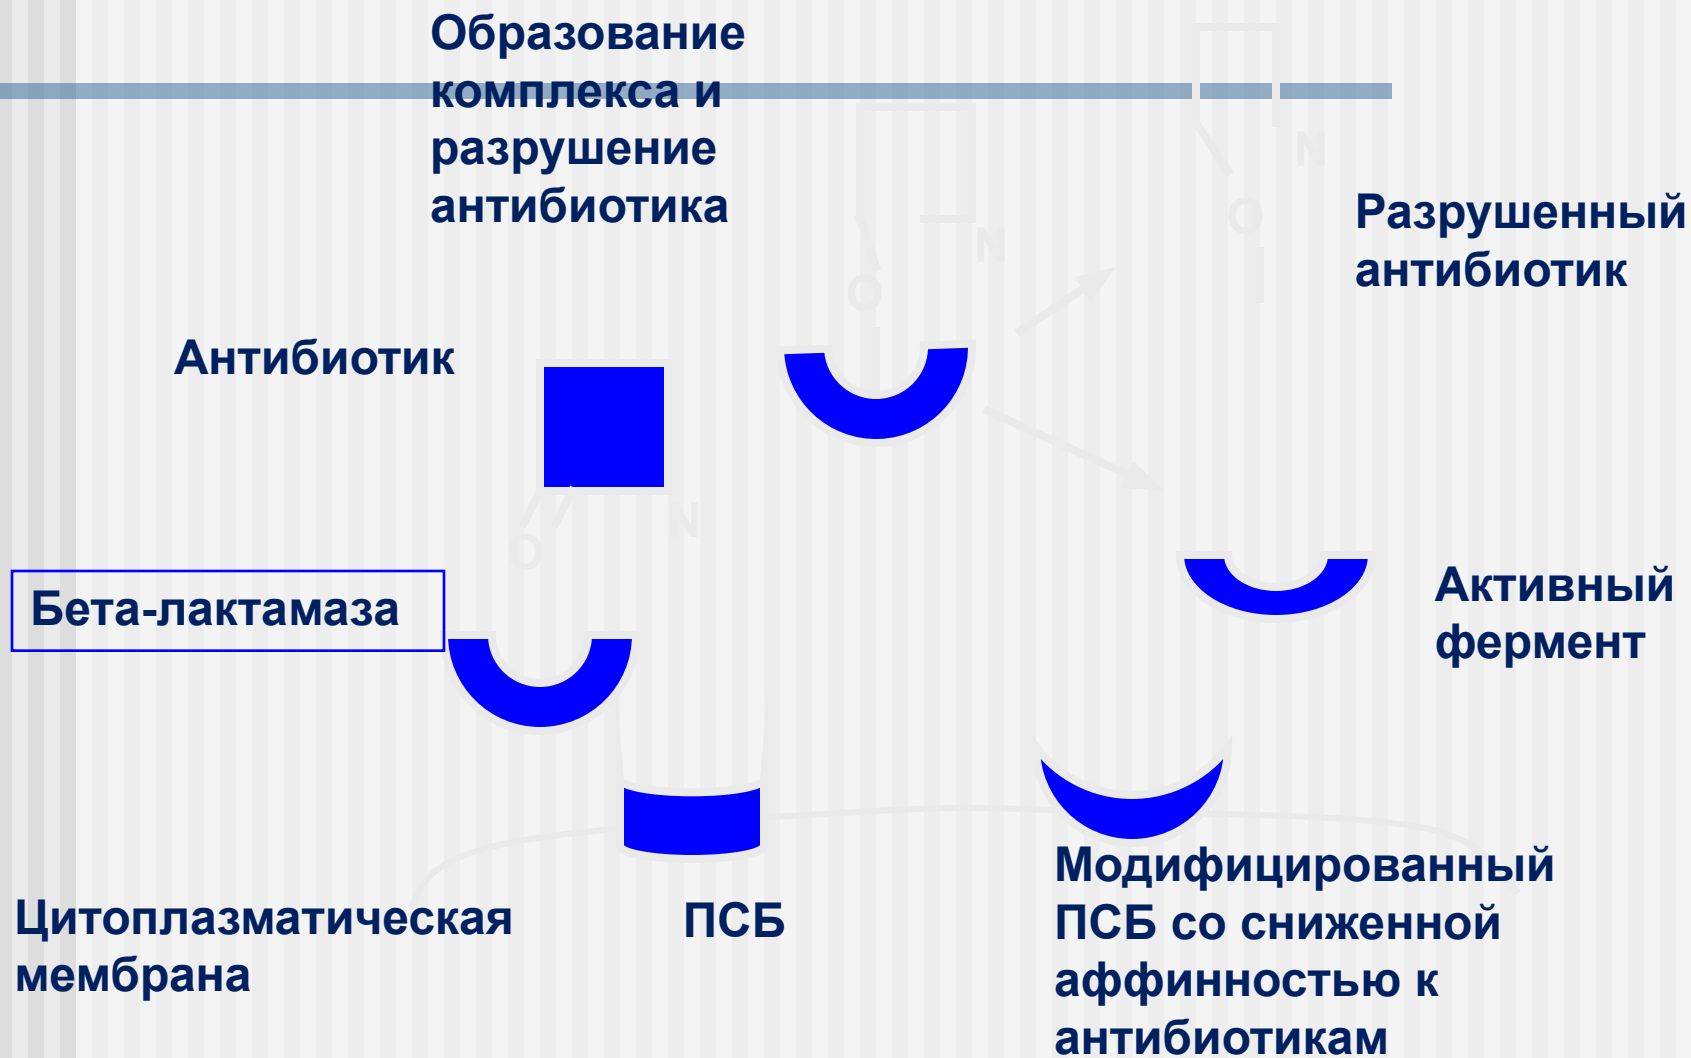 Образование
комплекса и
разрушение
антибиотика
N
N
O
Разрушенный
антибиотик
O
Антибиотик
N
O
Бета-лактамаза
Активный
фермент
Модифицированный
ПСБ со сниженной
аффинностью к
антибиотикам
ПСБ
Цитоплазматическая
мембрана